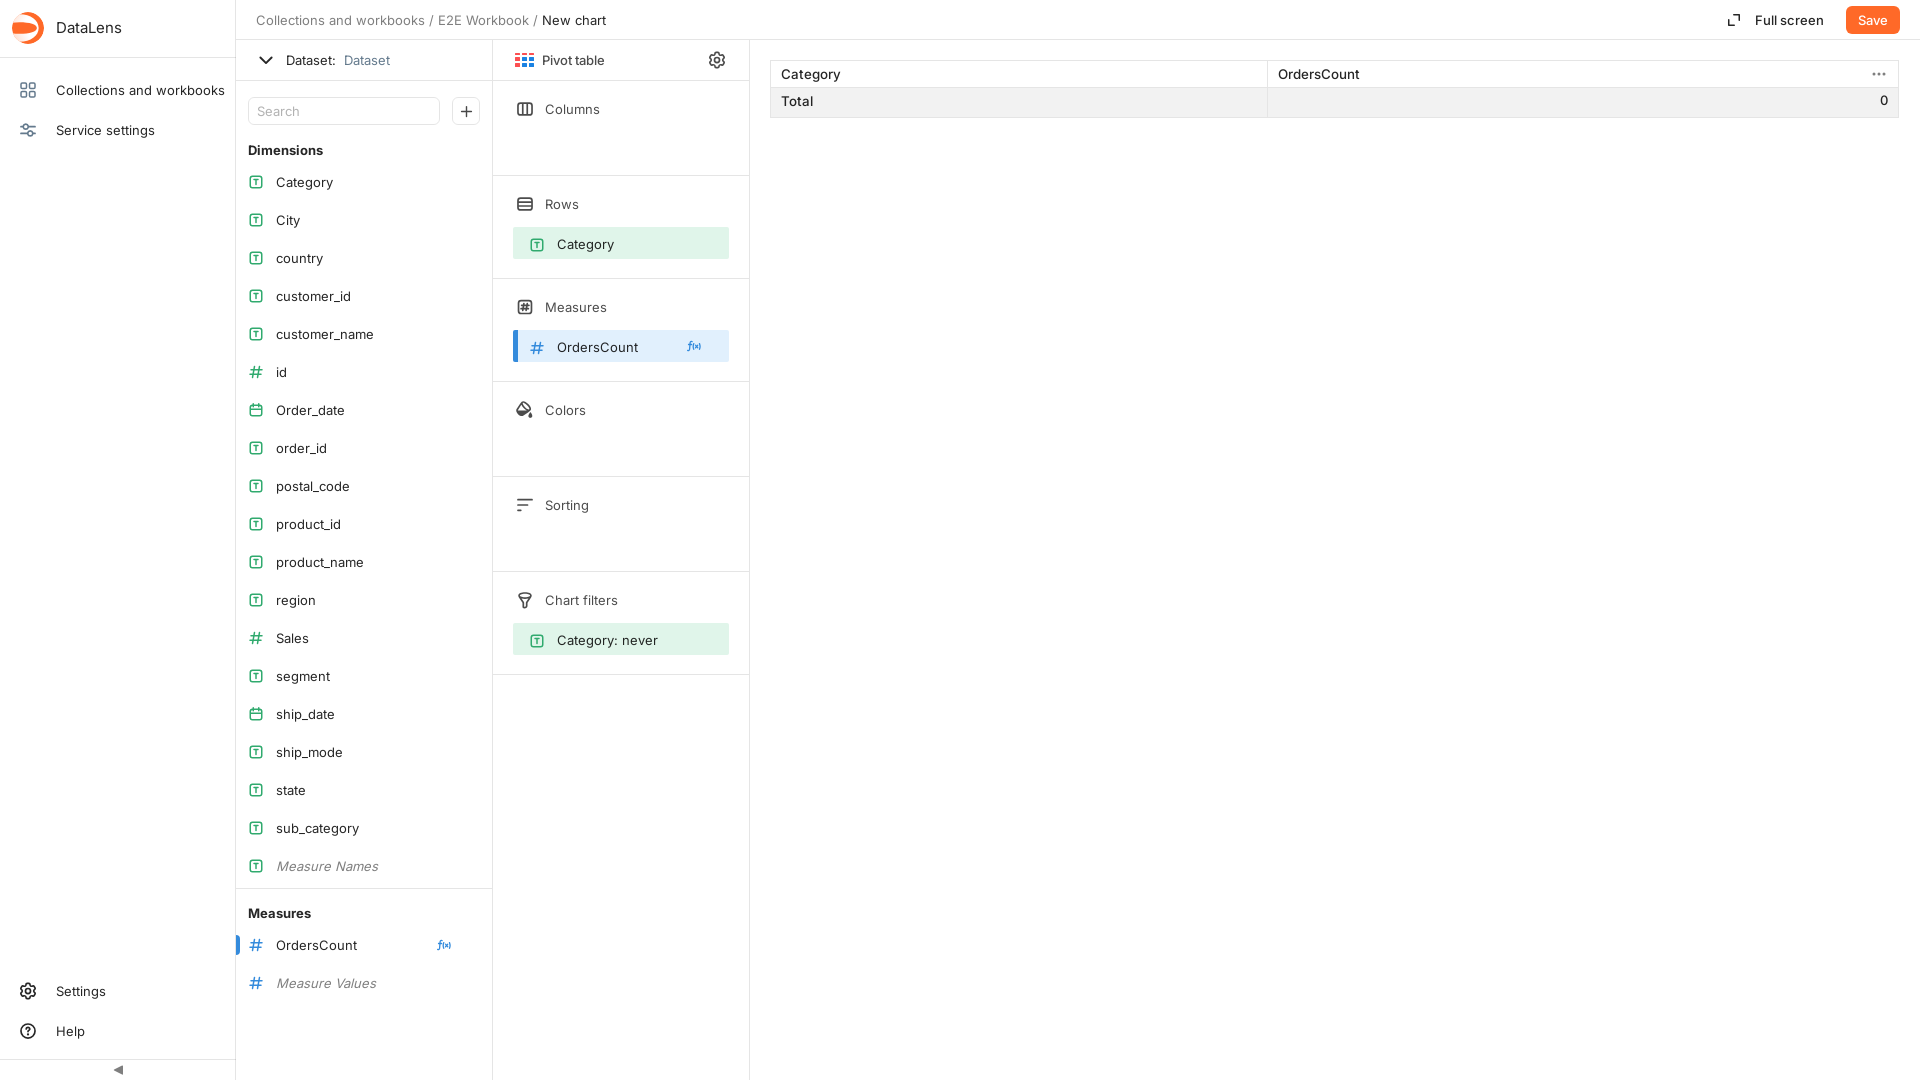 DataLens
Collections and workbooks
Service settings
Settings
Help
Collections and workbooks / E2E Workbook / New chart
Full screen
Save
Dataset: Dataset
Search
Dimensions
Category
City
country
customer_id
customer_name
id
Order_date
order_id
postal_code
product_id
product_name
region
Sales
segment
ship_date
ship_mode
state
sub_category
Measure Names
Measures
OrdersCount
Measure Values
Pivot table
Columns
Rows
Category
Measures
OrdersCount
Colors
Sorting
Chart filters
Category: never
Category OrdersCount
Total 0